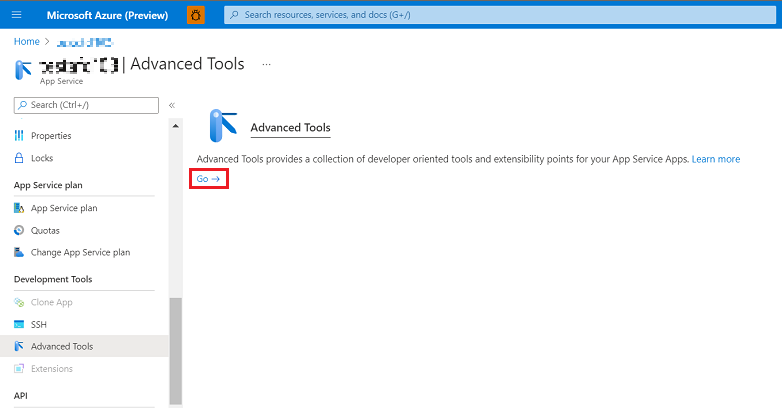 Microsoft Azure (Preview)
Search resources, services, and docs (G+/)
Home >
| Advanced Tools ...
App Service
Search (Ctrl+/)
«
Properties
Locks
App Service plan
App Service plan
Quotas
Change App Service plan
Development Tools
Clone App
SSH
Advanced Tools
Extensions
API
Advanced Tools
Advanced Tools provides a collection of developer oriented tools and extensibility points for your App Service Apps. Learn more
Go →